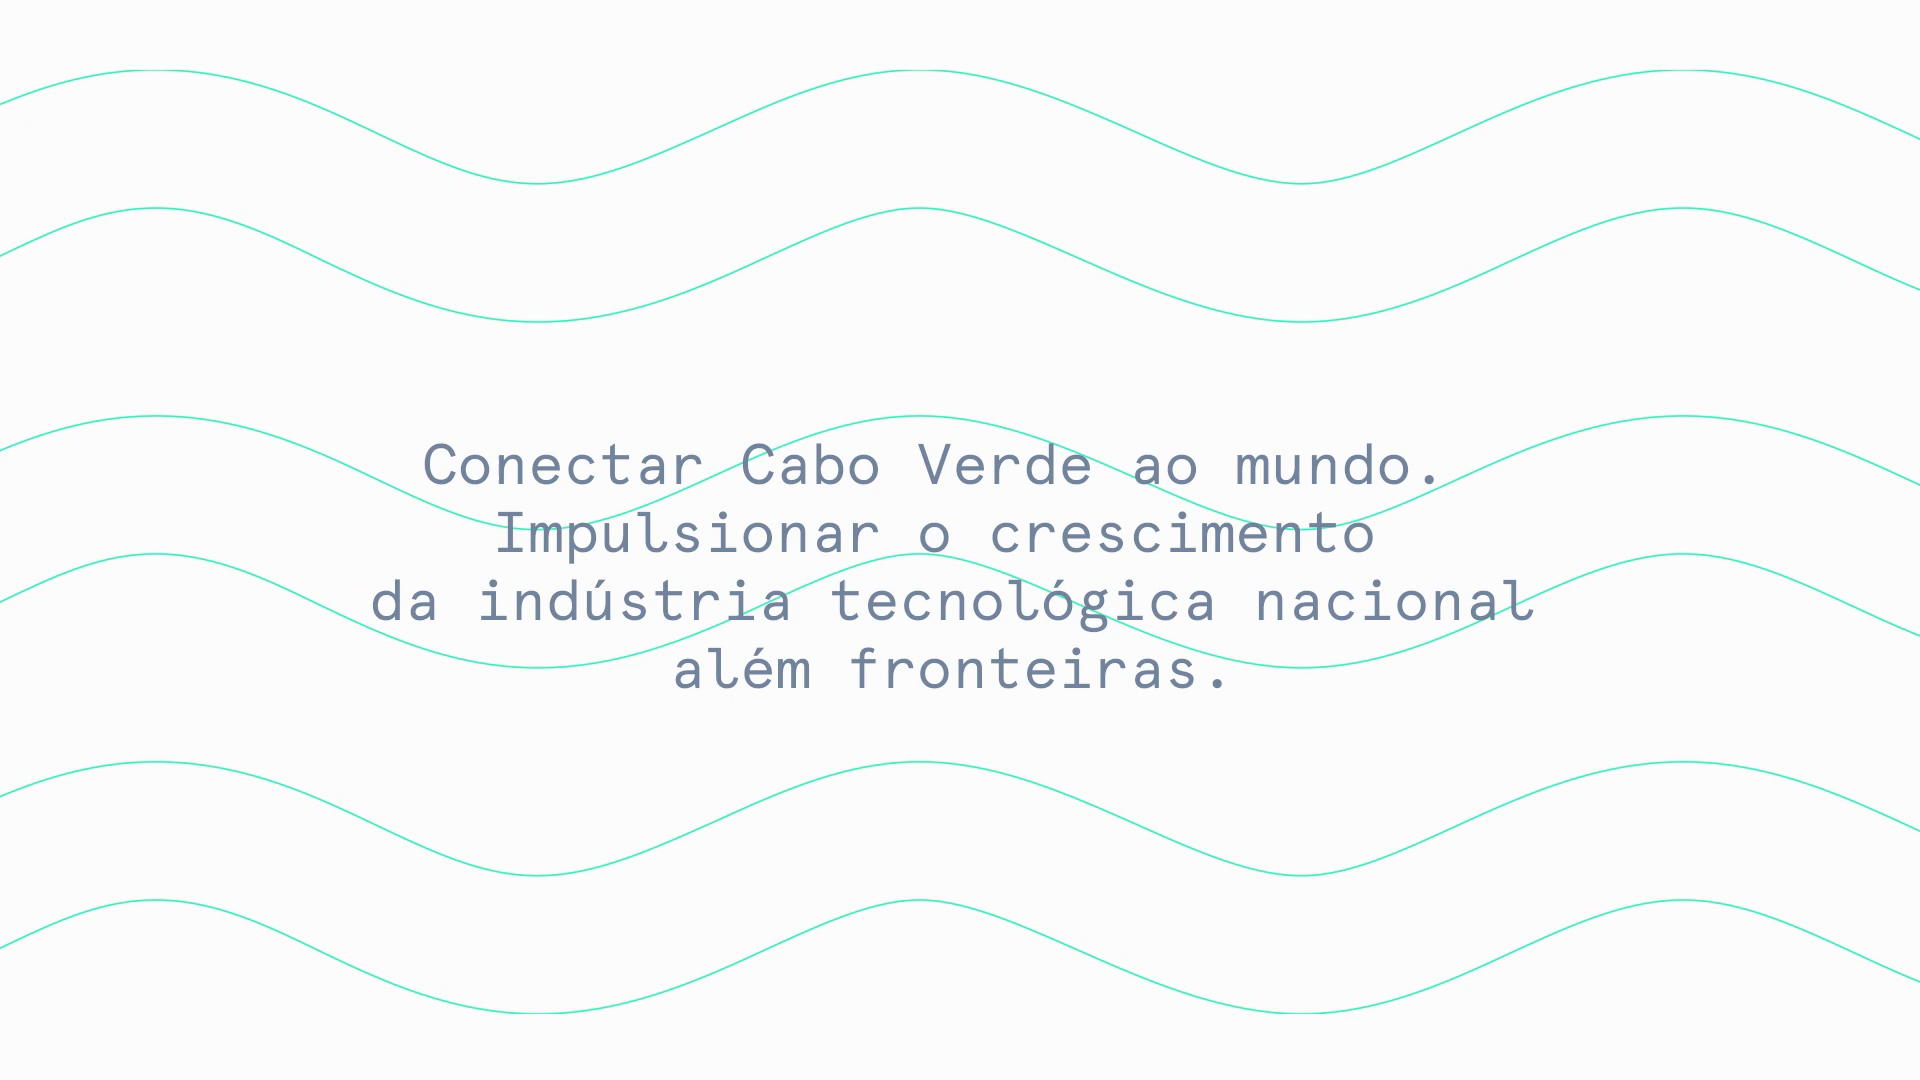 Conectar Cabo Verde ao mundo.
Impulsionar o crescimento
da indústria tecnológica nacional
além fronteiras.